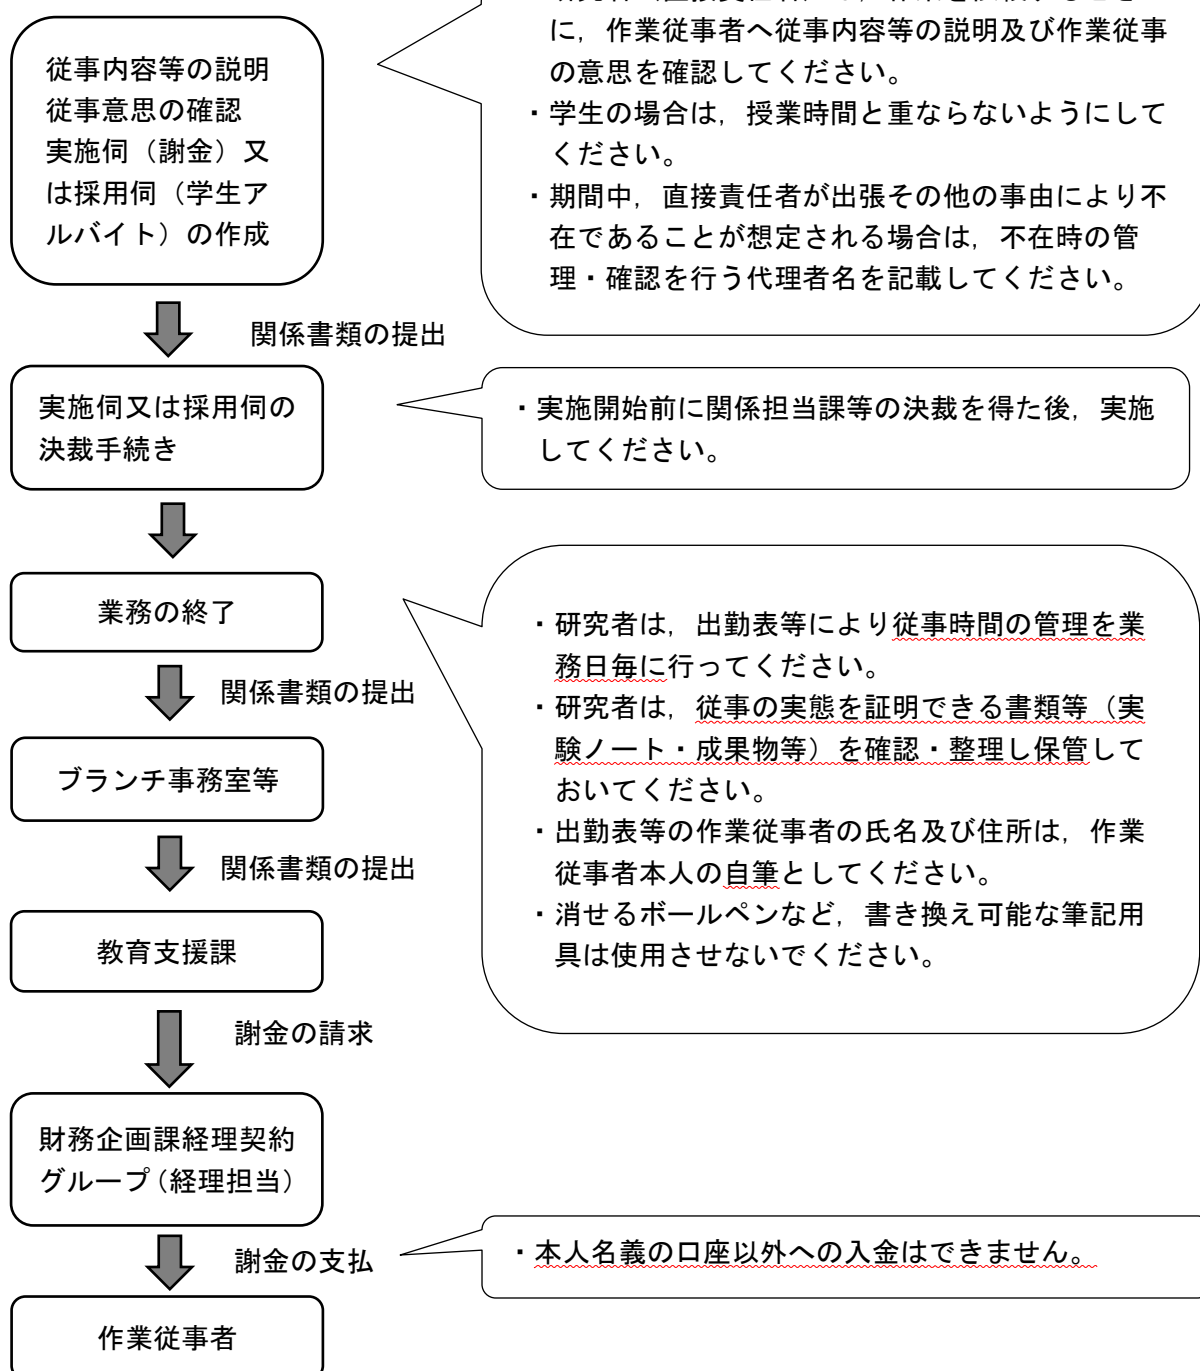 従事内容等の説明
従事意思の確認
実施伺（謝金）又
は採用伺（学生ア
ルバイト）の作成
に，作業従事者へ従事内容等の説明及び作業従事
の意思を確認してください。
・学生の場合は，授業時間と重ならないようにして
ください。
・期間中，直接責任者が出張その他の事由により不
在であることが想定される場合は，不在時の管
理・確認を行う代理者名を記載してください。
関係書類の提出
実施伺又は採用伺の
決裁手続き
・実施開始前に関係担当課等の決裁を得た後，実施
してください。
業務の終了
・研究者は，出勤表等により従事時間の管理を業
務日毎に行ってください。
・研究者は，従事の実態を証明できる書類等（実
験ノート・成果物等）を確認・整理し保管して
おいてください。
・出勤表等の作業従事者の氏名及び住所は，作業
従事者本人の自筆としてください。
・消せるボールペンなど，書き換え可能な筆記用
具は使用させないでください。
関係書類の提出
ブランチ事務室等
関係書類の提出
教育支援課
謝金の請求
財務企画課経理契約
グループ（経理担当）
謝金の支払
・本人名義の口座以外への入金はできません。
作業従事者